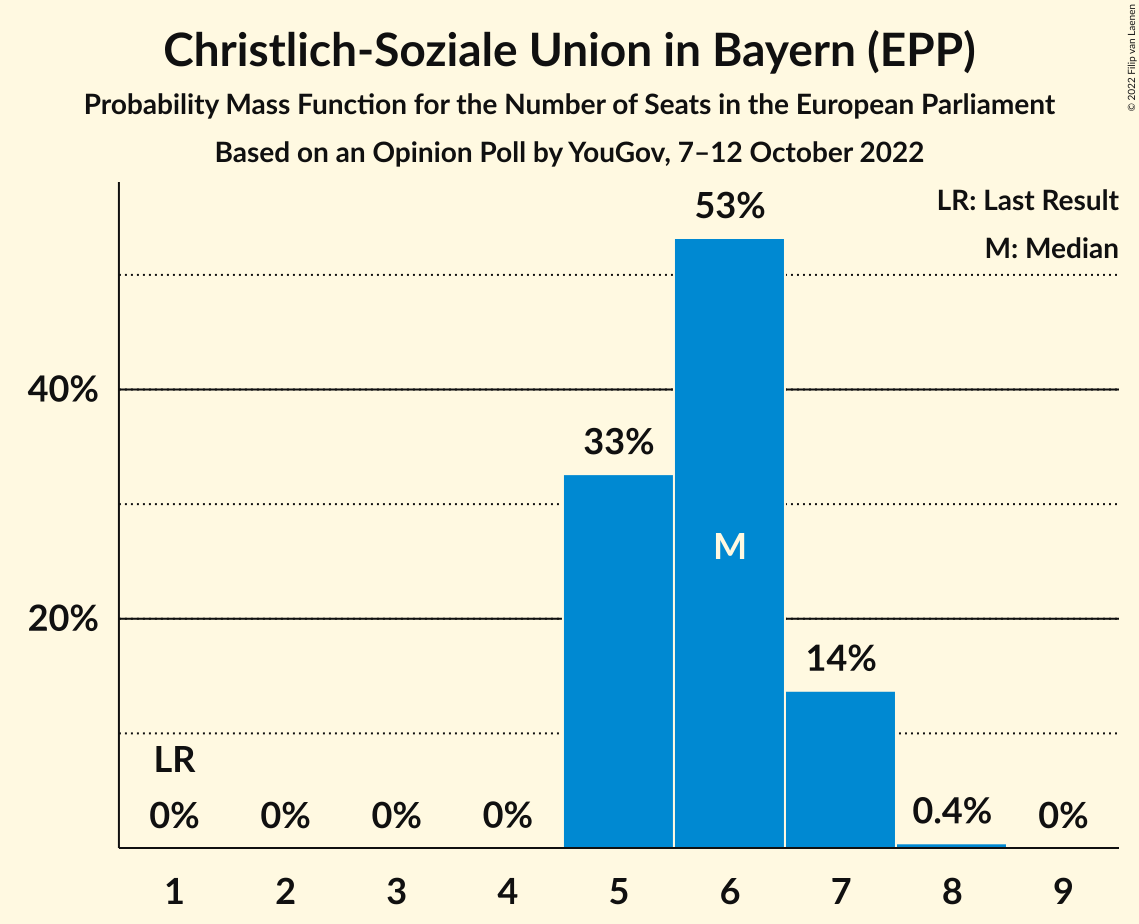 Christlich-Soziale Union in Bayern (EPP)
Probability Mass Function for the Number of Seats in the European Parliament
Based on an Opinion Poll by YouGov, 7–12 October 2022
© 2022 Filip van Laenen
LR: Last Result
M: Median
53%
40%
33%
M
20%
14%
LR
0% 0% 0% 0% 0.4% 0%
1 2 3 4 5 6 7 8 9